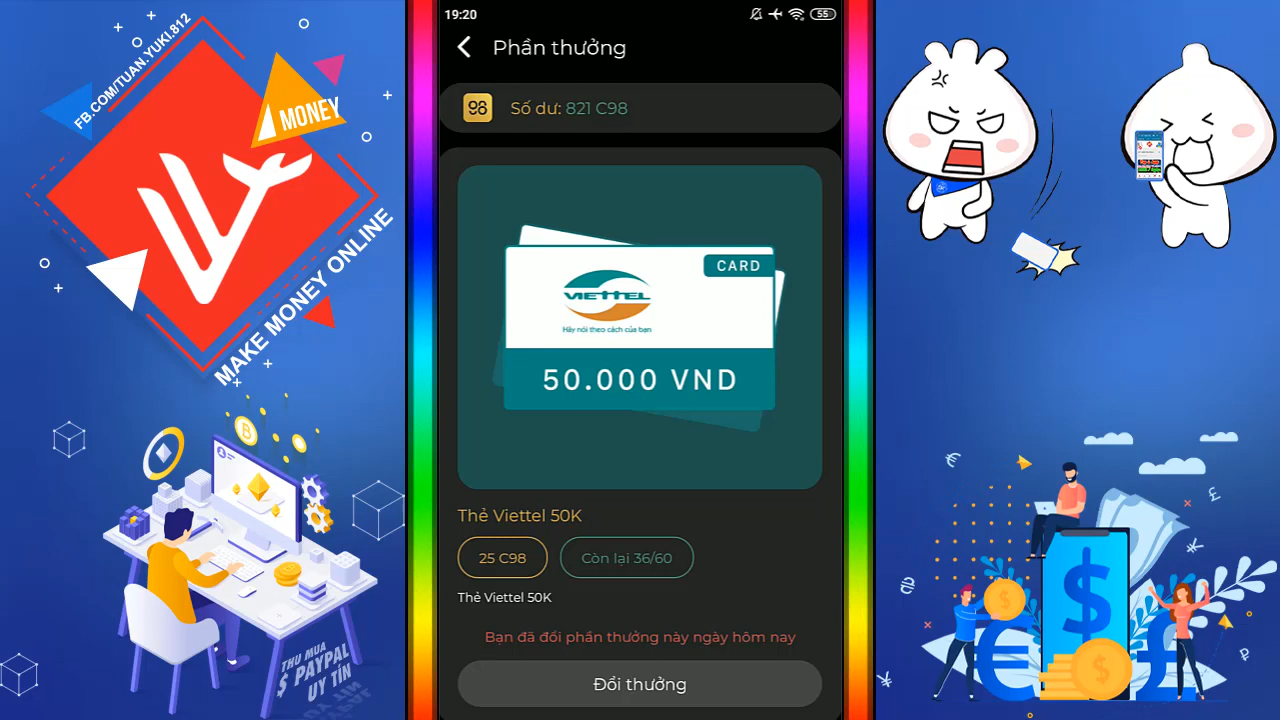 FB.COM/TUAN.YUKI.812
MONEY
MAKE MONEY ONLINE
THU MUA
$ PAYPAL
UY TÍN
19:20
55
Phần thưởng
98
Số dư: 821 C98
CARD
VIETTEL
Hãy nói theo cách của bạn
50.000 VND
Thẻ Viettel 50K
25 C98
Còn lại 36/60
Thẻ Viettel 50K
Bạn đã đổi phần thưởng này ngày hôm nay
Đổi thưởng